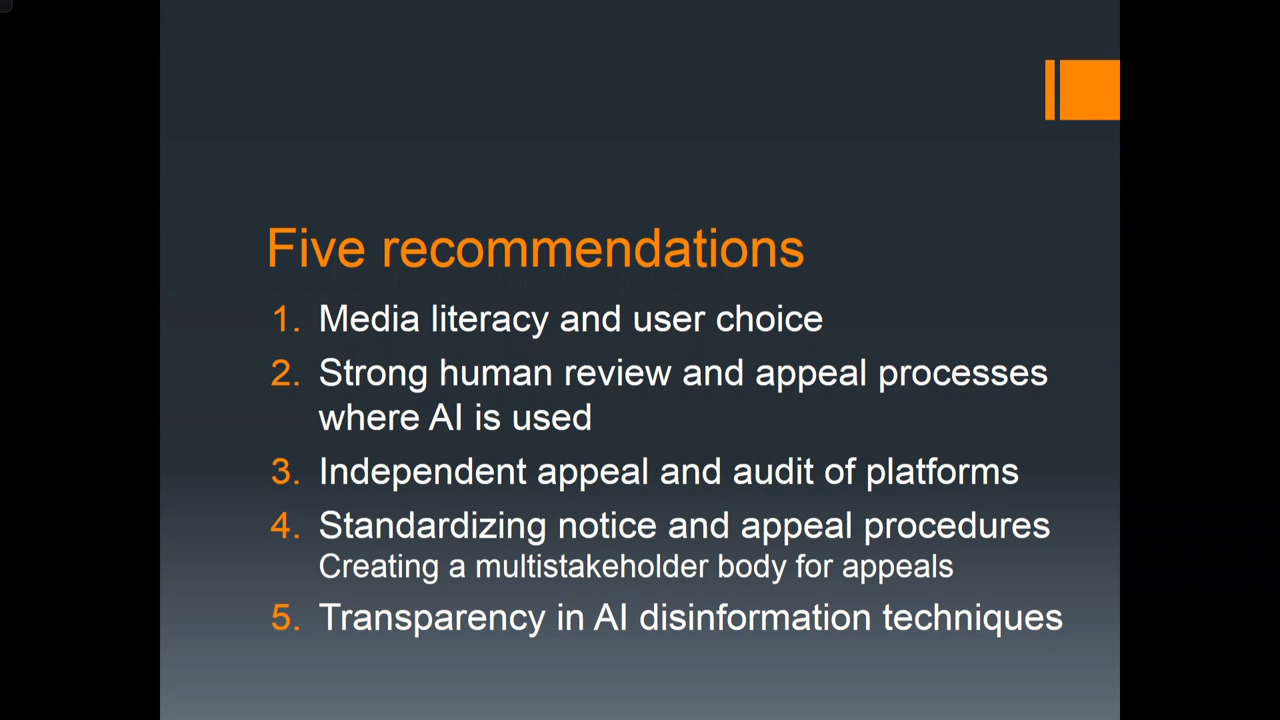 Five recommendations
1. Media literacy and user choice
2. Strong human review and appeal processes
where AI is used
3. Independent appeal and audit of platforms
4. Standardizing notice and appeal procedures
Creating a multistakeholder body for appeals
5. Transparency in AI disinformation techniques